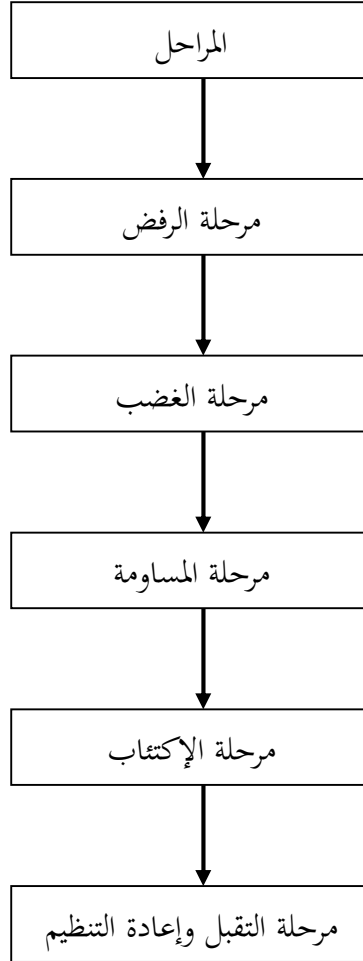 المراحل
مرحلة الرفض
مرحلة الغضب
مرحلة المساومة
مرحلة الإكتئاب
مرحلة التقبل وإعادة التنظيم